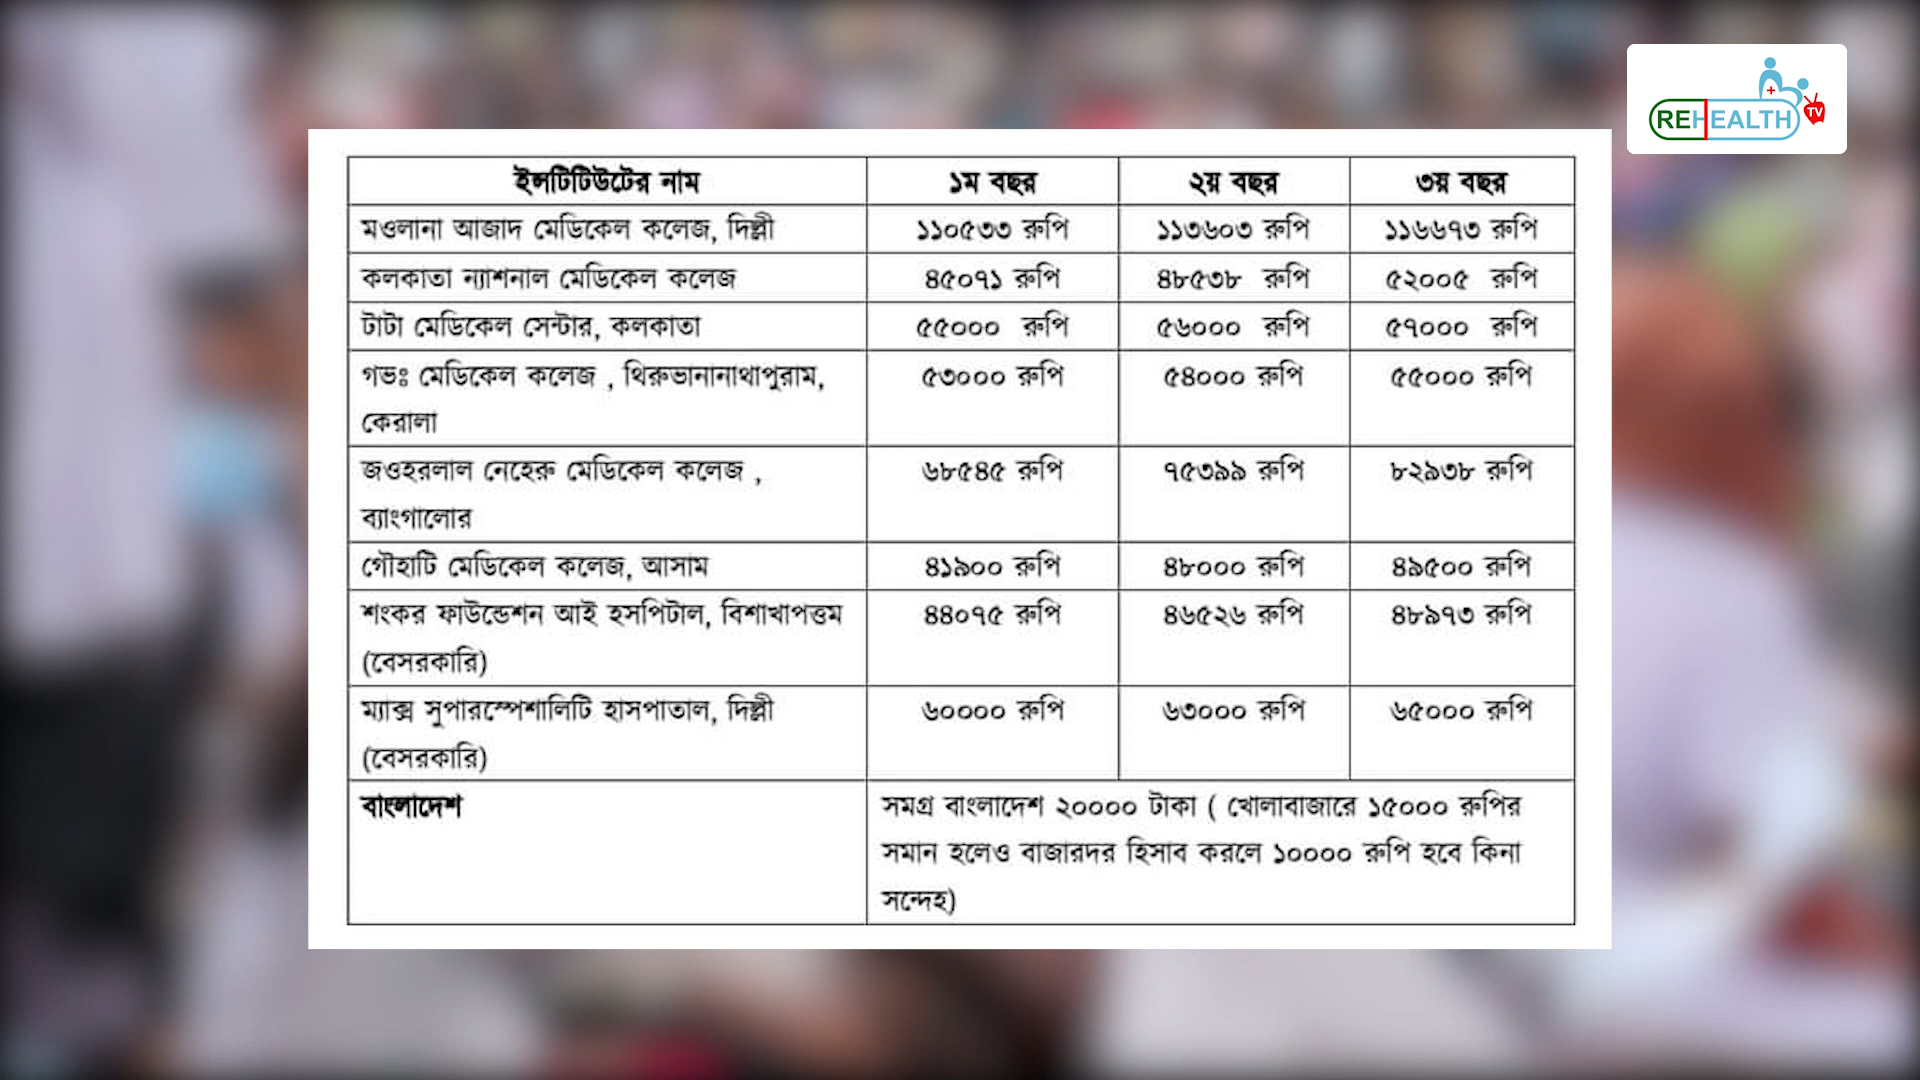 REHEALTH TV
ইন্সটিটিউটের নাম ১ম বছর ২য় বছর ৩য় বছর
মওলানা আজাদ মেডিকেল কলেজ, দিল্লী ১১০৫৩৩ রুপি ১১৩৬০৩ রুপি ১১৬৬৭৩ রুপি
কলকাতা ন্যাশনাল মেডিকেল কলেজ ৪৫০৭১ রুপি ৪৮৫৩৮ রুপি ৫২০০৫ রুপি
টাটা মেডিকেল সেন্টার, কলকাতা ৫৫০০০ রুপি ৫৬০০০ রুপি ৫৭০০০ রুপি
গভঃ মেডিকেল কলেজ , থিরুভানানাথাপুরাম, ৫৩০০০ রুপি ৫৪০০০ রুপি ৫৫০০০ রুপি
কেরালা
জওহরলাল নেহেরু মেডিকেল কলেজ , ৬৮৫৪৫ রুপি ৭৫৩৯৯ রুপি ৮২৯৩৮ রুপি
ব্যাংগালোর
গৌহাটি মেডিকেল কলেজ, আসাম ৪১৯০০ রুপি ৪৮০০০ রুপি ৪৯৫০০ রুপি
শংকর ফাউন্ডেশন আই হসপিটাল, বিশাখাপত্তম ৪৪০৭৫ রুপি ৪৬৫২৬ রুপি ৪৮৯৭৩ রুপি
(বেসরকারি)
ম্যাক্স সুপারস্পেশালিটি হাসপাতাল, দিল্লী ৬০০০০ রুপি ৬৩০০০ রুপি ৬৫০০০ রুপি
(বেসরকারি)
বাংলাদেশ সমগ্র বাংলাদেশ ২০০০০ টাকা ( খোলাবাজারে ১৫০০০ রুপির
সমান হলেও বাজারদর হিসাব করলে ১০০০০ রুপি হবে কিনা
সন্দেহ)